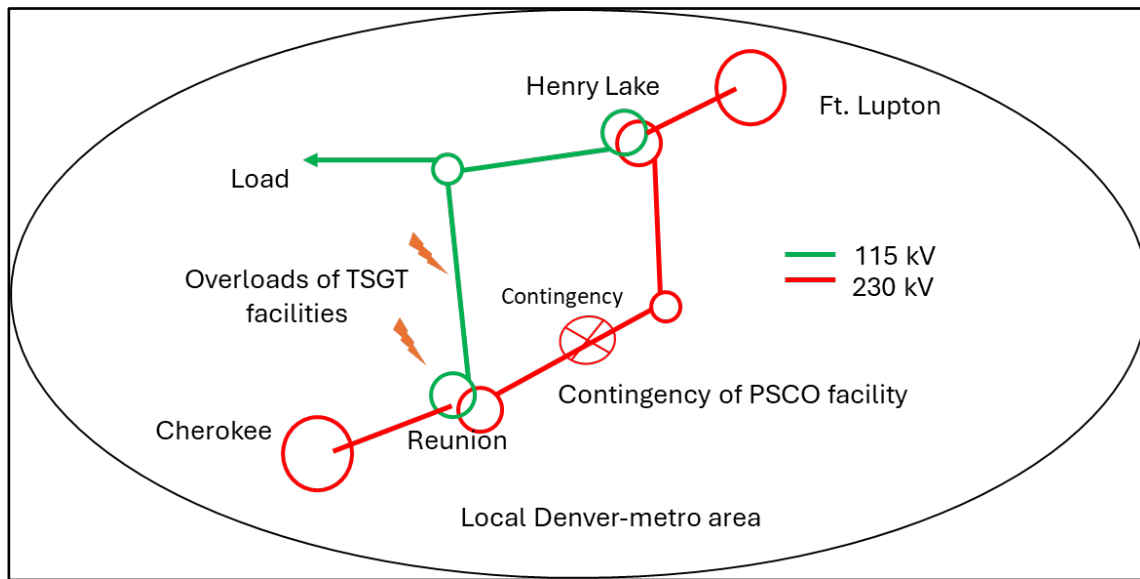 Henry Lake
Ft. Lupton
Load
115 kV
230 kV
Overloads of TSGT
facilities
Contingency
Contingency of PSCO facility
Cherokee
Reunion
Local Denver-metro area